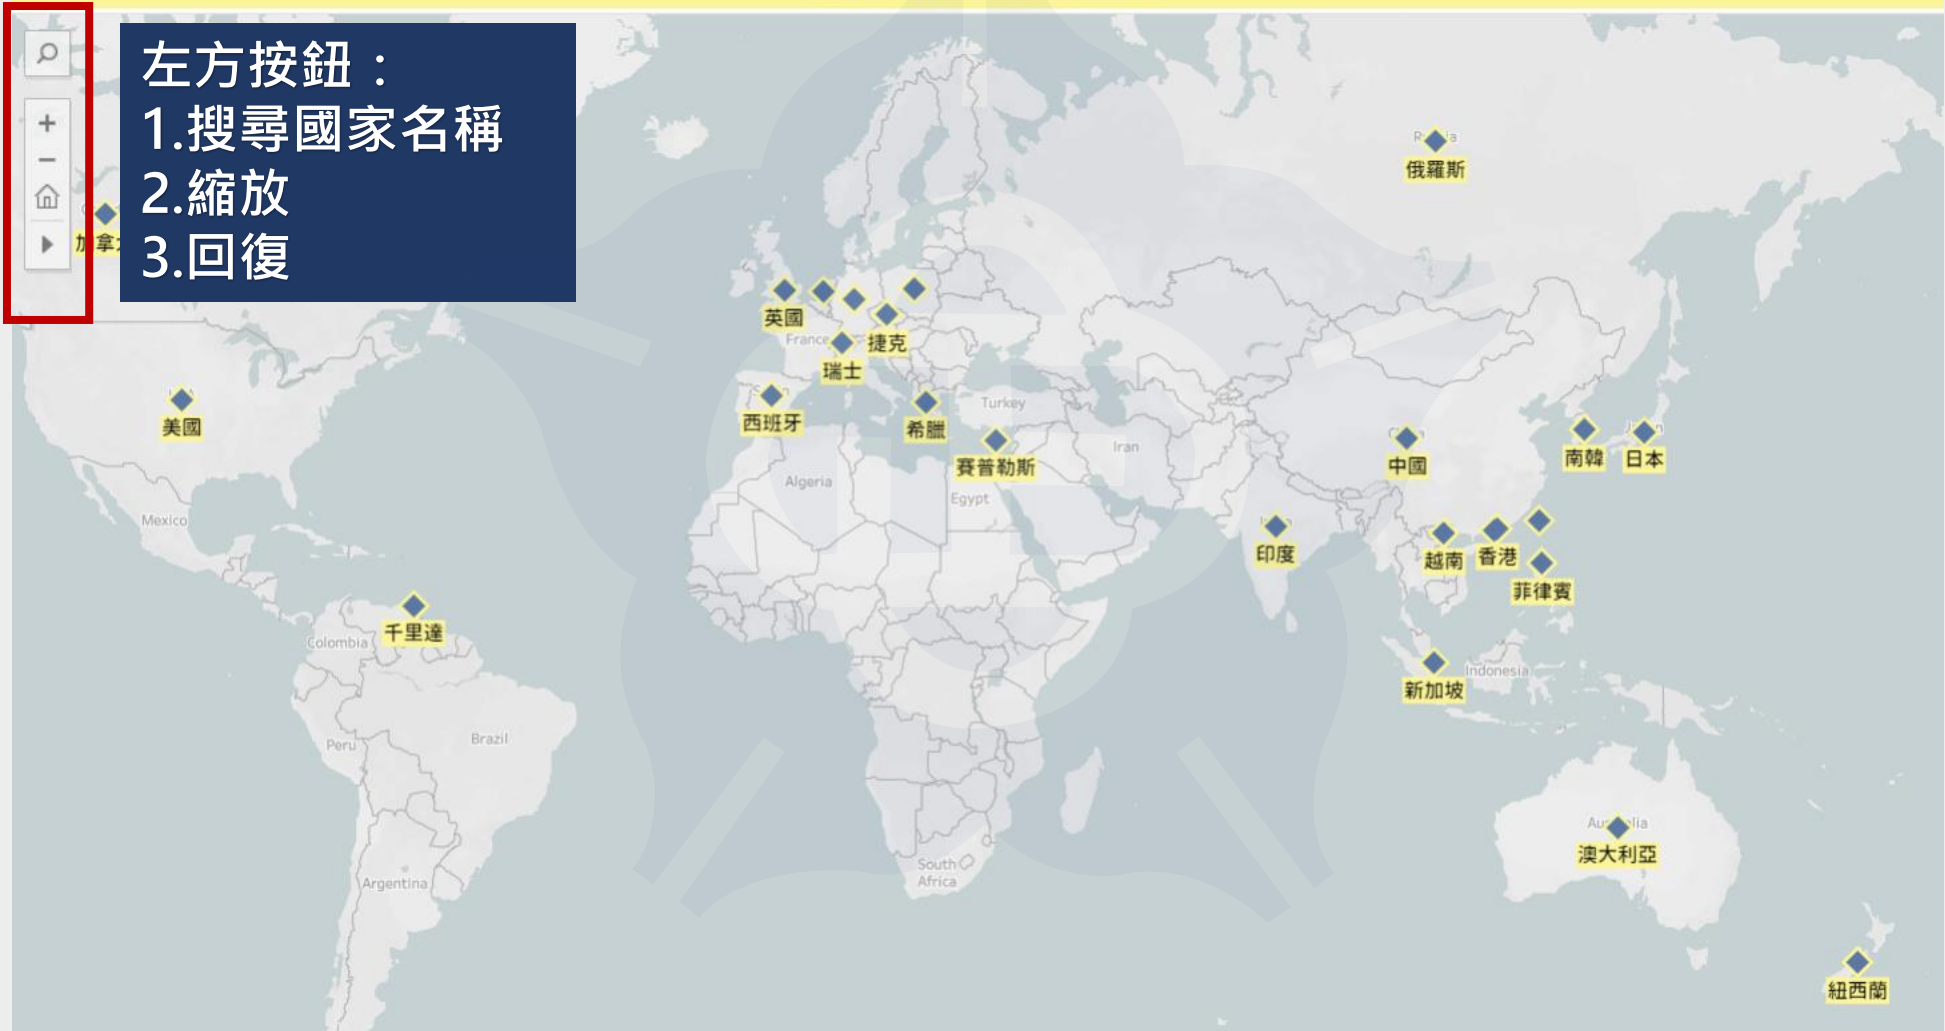 左方按鈕：
1.搜尋國家名稱
2.縮放
3.回復
俄羅斯
加拿
英國
France
捷克
瑞士
美國
西班牙
希臘
Turkey
賽普勒斯
Iran
中國
南韓
日本
Algeria
Egypt
Mexico
印度
越南
香港
菲律賓
千里達
Colombia
新加坡
Indonesia
Peru
Brazil
澳大利亞
South
Africa
Argentina
紐西蘭